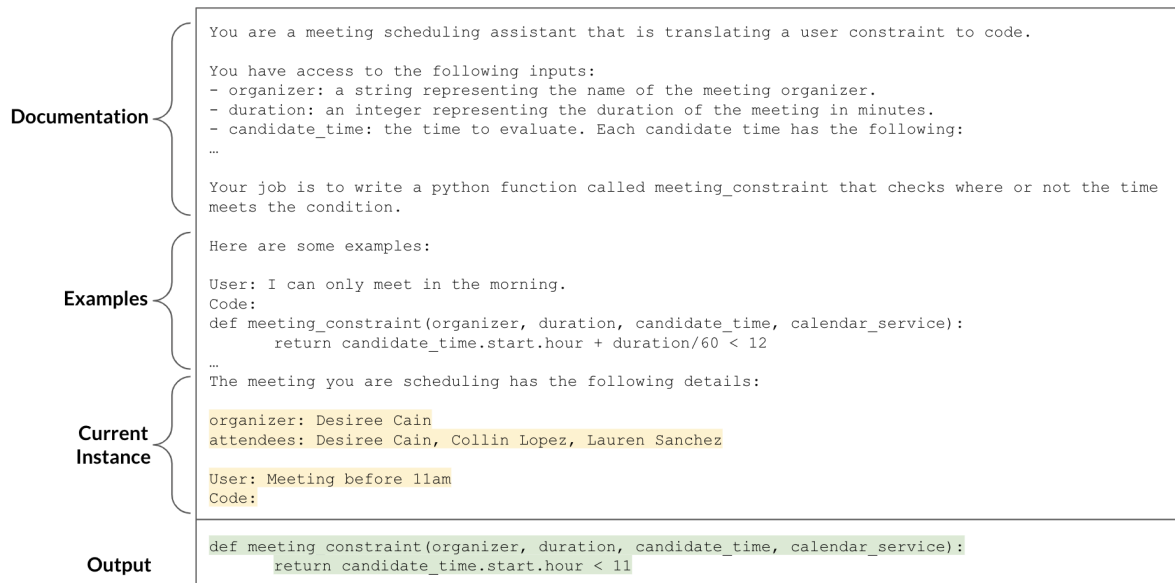 You are a meeting scheduling assistant that is translating a user constraint to code.
You have access to the following inputs:
- organizer: a string representing the name of the meeting organizer.
- duration: an integer representing the duration of the meeting in minutes.
Documentation
- candidate_time: the time to evaluate. Each candidate time has the following:
…
Your job is to write a python function called meeting_constraint that checks where or not the time
meets the condition.
Here are some examples:
User: I can only meet in the morning.
Examples
Code:
def meeting_constraint(organizer, duration, candidate_time, calendar_service):
return candidate_time.start.hour + duration/60 < 12
…
The meeting you are scheduling has the following details:
organizer: Desiree Cain
Current
Instance
attendees: Desiree Cain, Collin Lopez, Lauren Sanchez
User: Meeting before 11am
Code:
Output
def meeting constraint(organizer, duration, candidate_time, calendar_service):
return candidate_time.start.hour < 11